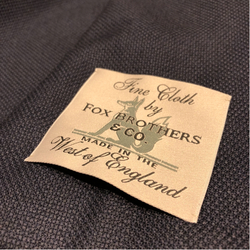 Fine Cloth
by
FOX BROTHERS
& CO
MADE IN THE
West of England